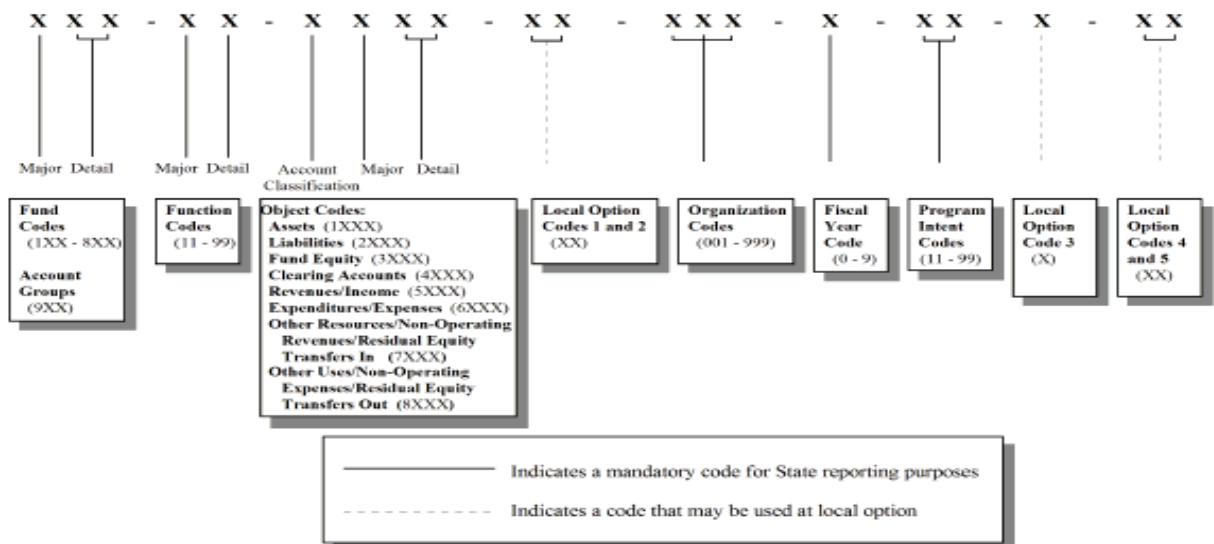 X X X - X X - X X X X - X X - X X X - X - X X - X - X X
Major Detail Major Detail Account Classification Major Detail
Fund
Codes
(1XX - 8XX)
Account
Groups
(9XX)
Function
Codes
(11 - 99)
Object Codes:
Assets (1XXX)
Liabilities (2XXX)
Fund Equity (3XXX)
Clearing Accounts (4XXX)
Revenues/Income (5XXX)
Expenditures/Expenses (6XXX)
Other Resources/Non-Operating
Revenues/Residual Equity
Transfers In (7XXX)
Other Uses/Non-Operating
Expenses/Residual Equity
Transfers Out (8XXX)
Local Option
Codes 1 and 2
(XX)
Organization
Codes
(001 - 999)
Fiscal
Year
Code
(0 - 9)
Program
Intent
Codes
(11 - 99)
Local
Option
Code 3
(X)
Local
Option
Codes 4
and 5
(XX)
Indicates a mandatory code for State reporting purposes
Indicates a code that may be used at local option